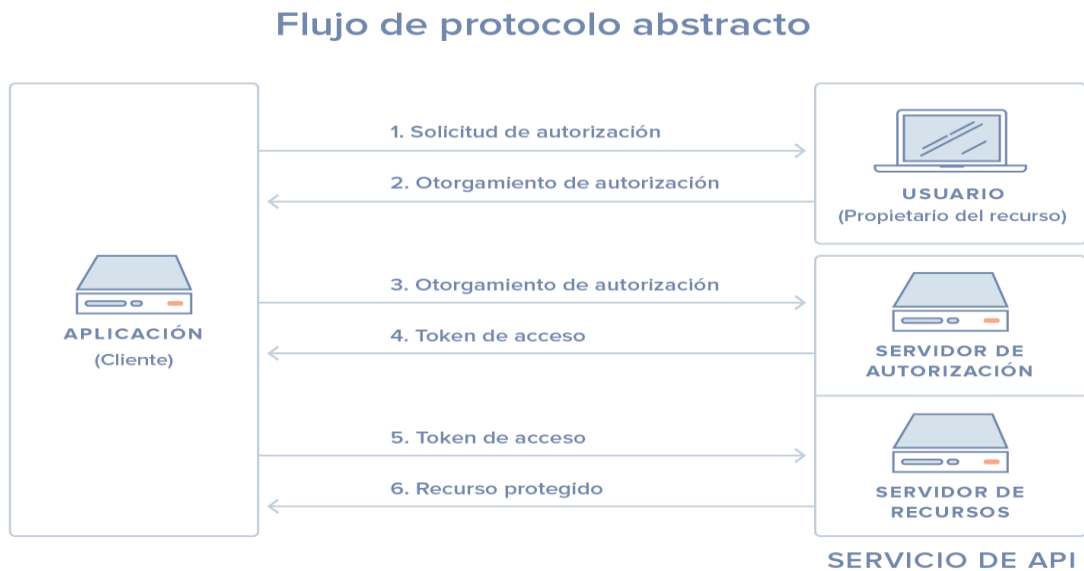 Flujo de protocolo abstracto
1. Solicitud de autorización
2. Otorgamiento de autorización
USUARIO
(Propietario del recurso)
3. Otorgamiento de autorización
APLICACIÓN
(Cliente)
4. Token de acceso
SERVIDOR DE
AUTORIZACIÓN
5. Token de acceso
6. Recurso protegido
SERVIDOR DE
RECURSOS
SERVICIO DE API